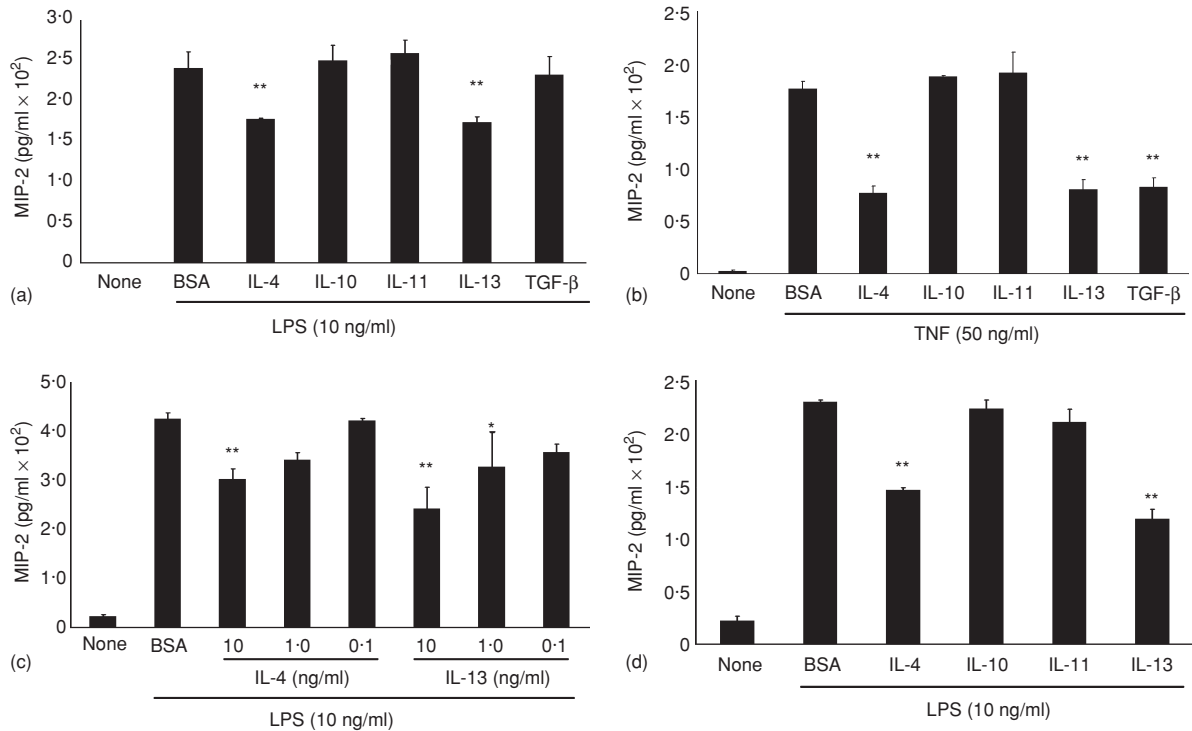 3·0
2·5
2·0
1·5
1·0
0·5
0
MIP-2 (pg/ml × 10²)
** **
None BSA IL-4 IL-10 IL-11 IL-13 TGF-β
LPS (10 ng/ml)
(a)
2·5
2·0
1·5
1·0
0·5
0
MIP-2 (pg/ml × 10²)
** ** **
None BSA IL-4 IL-10 IL-11 IL-13 TGF-β
TNF (50 ng/ml)
(b)
5·0
4·0
3·0
2·0
1·0
0
MIP-2 (pg/ml × 10²)
** ** *
None BSA 10 1·0 0·1 10 1·0 0·1
IL-4 (ng/ml) IL-13 (ng/ml)
LPS (10 ng/ml)
(c)
2·5
2·0
1·5
1·0
0·5
0
MIP-2 (pg/ml × 10²)
** **
None BSA IL-4 IL-10 IL-11 IL-13
LPS (10 ng/ml)
(d)